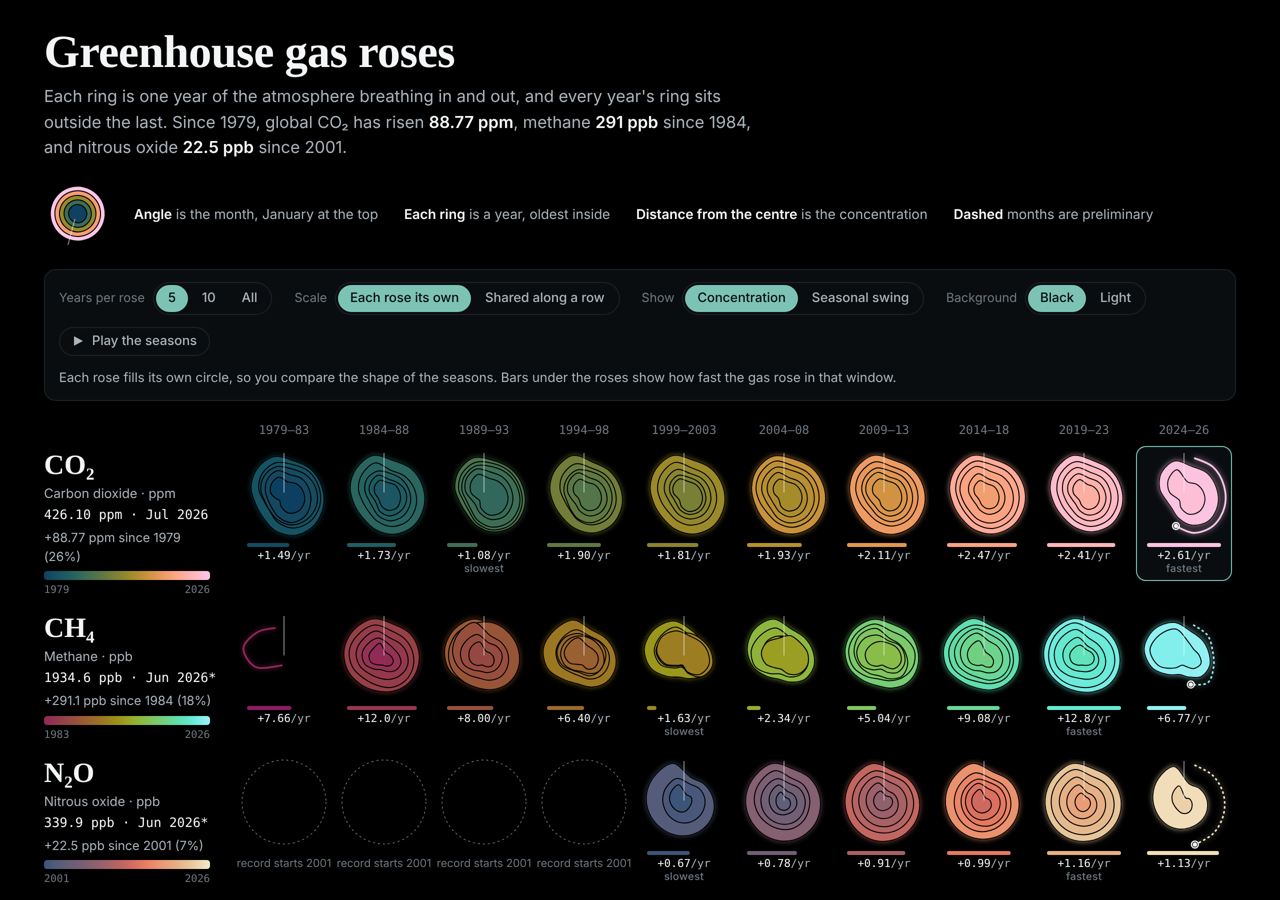 Greenhouse gas roses
Each ring is one year of the atmosphere breathing in and out, and every year's ring sits
outside the last. Since 1979, global CO₂ has risen 88.77 ppm, methane 291 ppb since 1984,
and nitrous oxide 22.5 ppb since 2001.
Angle is the month, January at the top Each ring is a year, oldest inside Distance from the centre is the concentration Dashed months are preliminary
Years per rose 5 10 All Scale Each rose its own Shared along a row Show Concentration Seasonal swing Background Black Light
▶ Play the seasons
Each rose fills its own circle, so you compare the shape of the seasons. Bars under the roses show how fast the gas rose in that window.
1979–83 1984–88 1989–93 1994–98 1999–2003 2004–08 2009–13 2014–18 2019–23 2024–26
CO₂
Carbon dioxide · ppm
426.10 ppm · Jul 2026
+88.77 ppm since 1979
(26%)
1979 2026
+1.49/yr +1.73/yr +1.08/yr +1.90/yr +1.81/yr +1.93/yr +2.11/yr +2.47/yr +2.41/yr +2.61/yr
slowest fastest
CH₄
Methane · ppb
1934.6 ppb · Jun 2026*
+291.1 ppb since 1984 (18%)
1983 2026
+7.66/yr +12.0/yr +8.00/yr +6.40/yr +1.63/yr +2.34/yr +5.04/yr +9.08/yr +12.8/yr +6.77/yr
slowest fastest
N₂O
Nitrous oxide · ppb
339.9 ppb · Jun 2026*
+22.5 ppb since 2001 (7%)
2001 2026
record starts 2001 record starts 2001 record starts 2001 record starts 2001
+0.67/yr +0.78/yr +0.91/yr +0.99/yr +1.16/yr +1.13/yr
slowest fastest